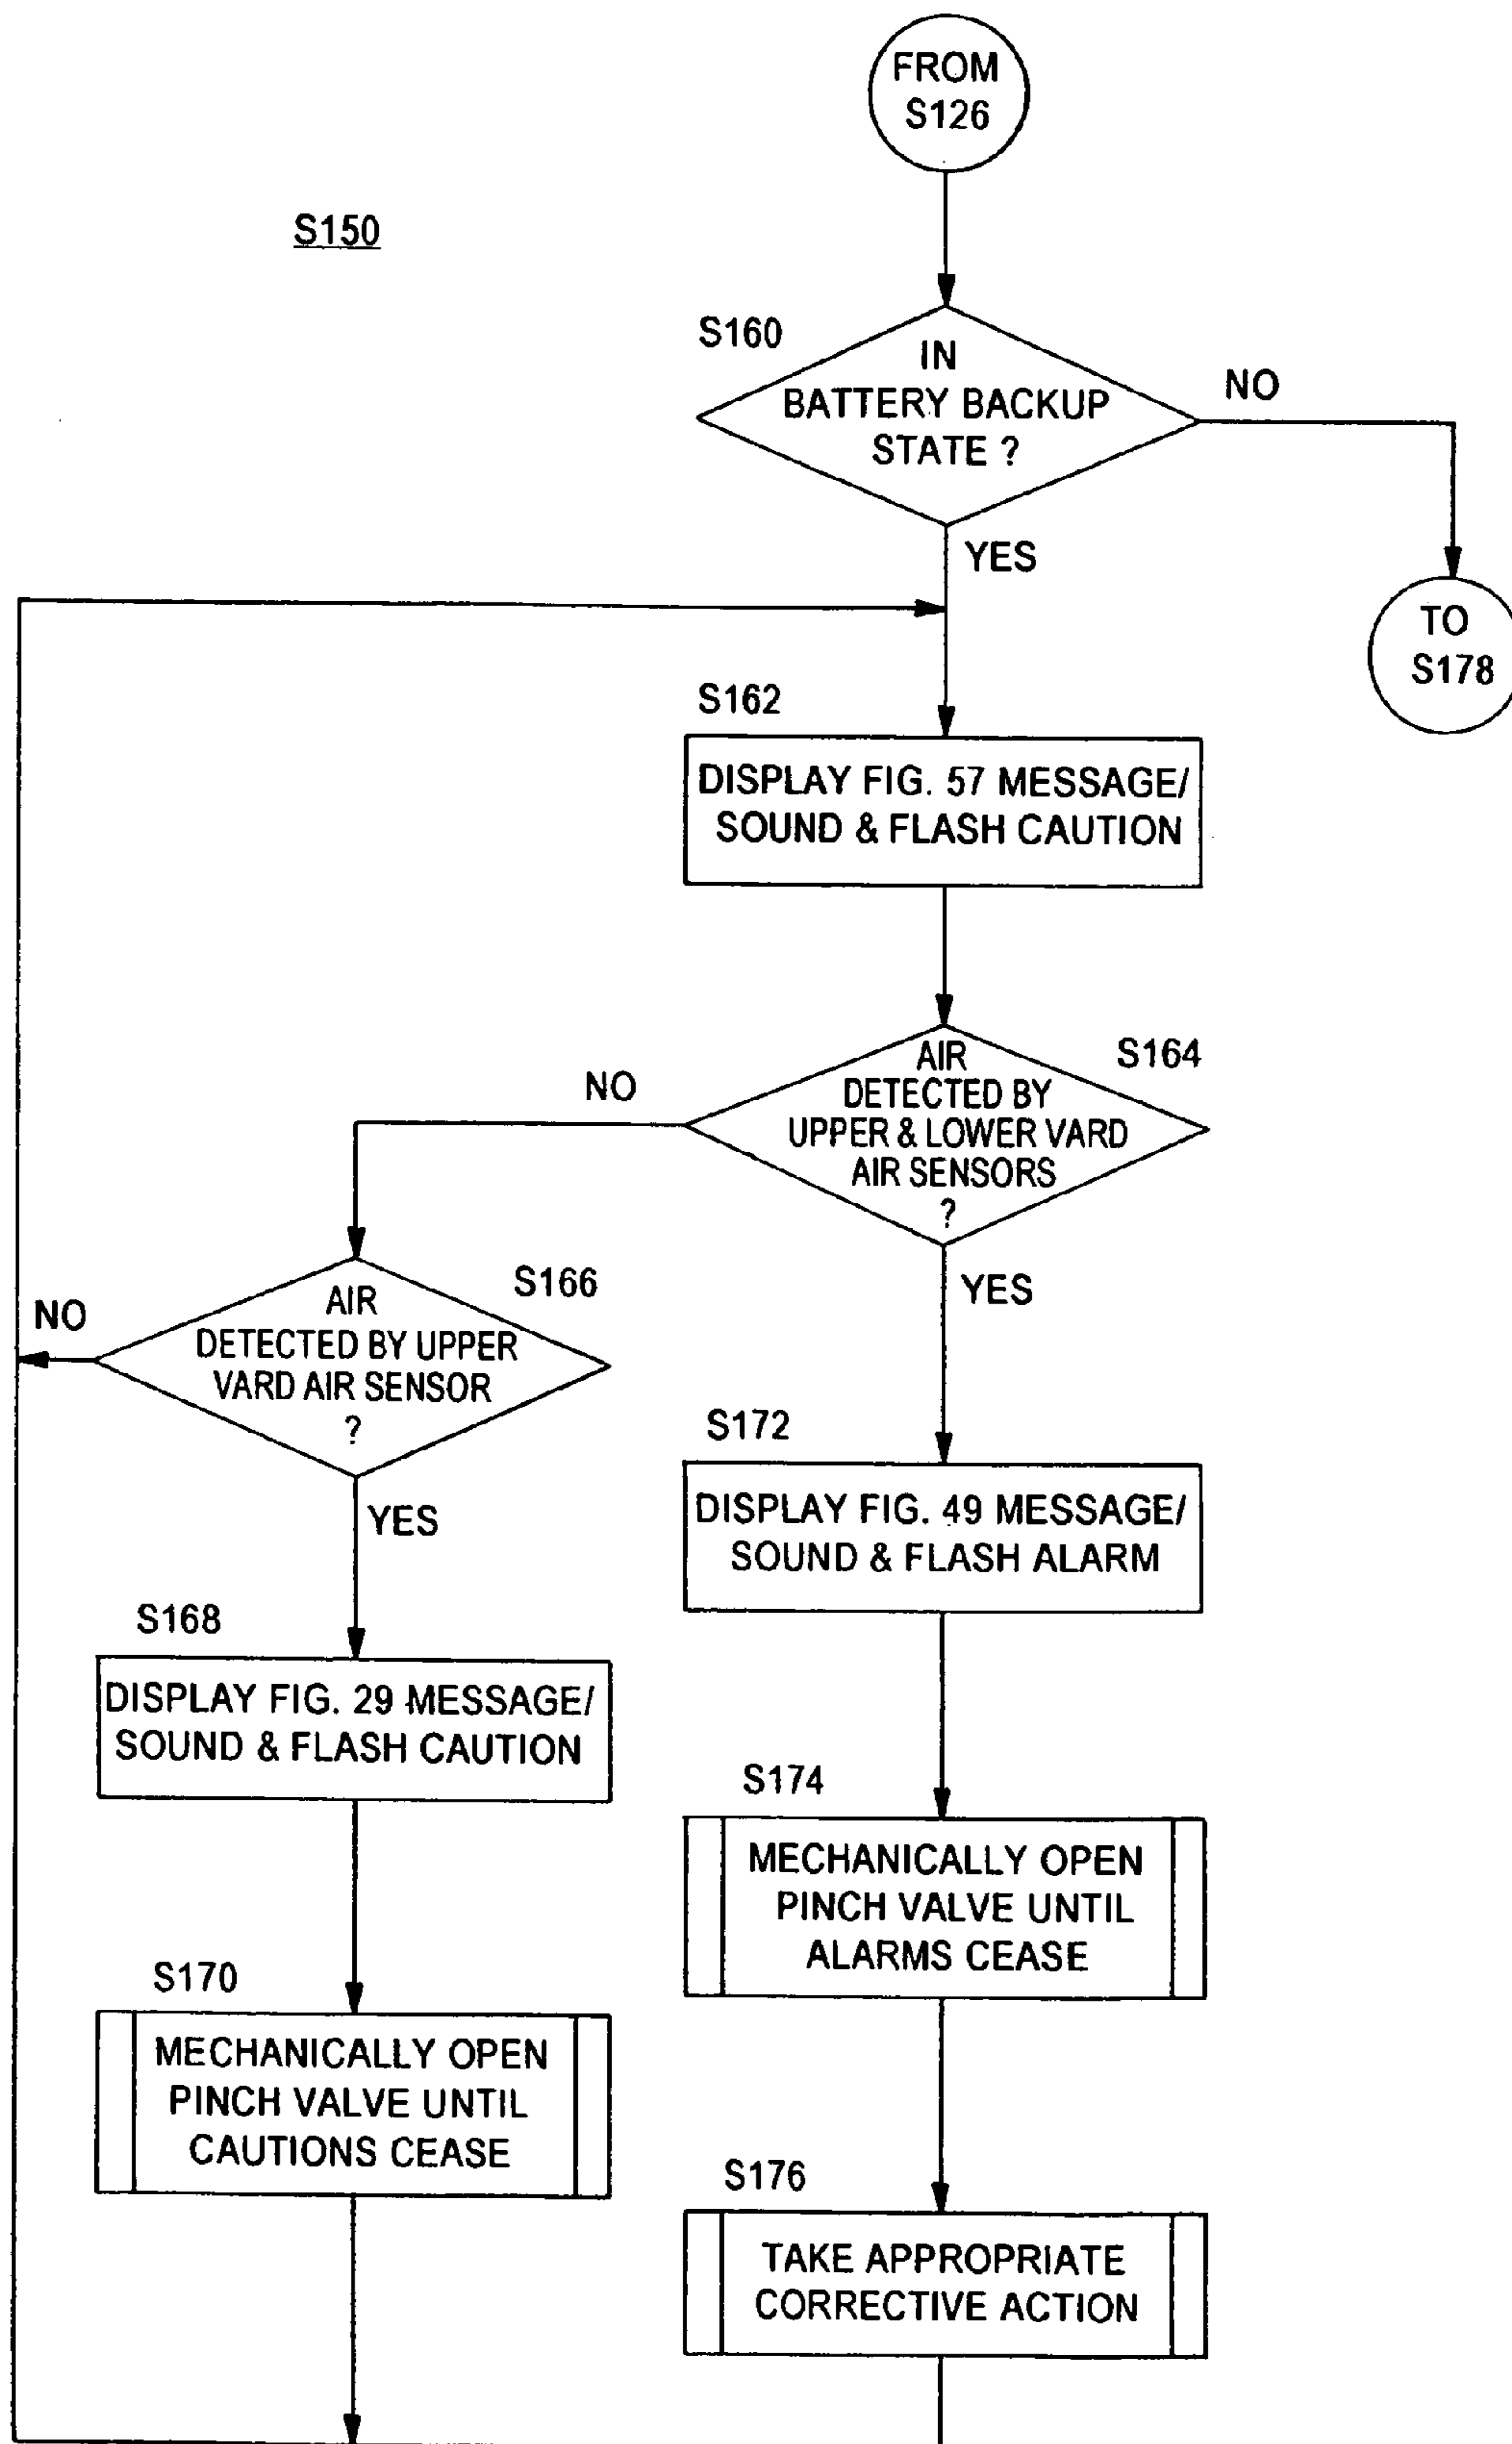 FROM
S126
S150
S160
IN
BATTERY BACKUP
STATE ?
NO
YES
TO
S178
S162
DISPLAY FIG. 57 MESSAGE/
SOUND & FLASH CAUTION
S164
AIR
DETECTED BY
UPPER & LOWER VARD
AIR SENSORS
?
NO
YES
S166
AIR
DETECTED BY UPPER
VARD AIR SENSOR
?
NO
YES
S172
DISPLAY FIG. 49 MESSAGE/
SOUND & FLASH ALARM
S168
DISPLAY FIG. 29 MESSAGE/
SOUND & FLASH CAUTION
S174
MECHANICALLY OPEN
PINCH VALVE UNTIL
ALARMS CEASE
S170
MECHANICALLY OPEN
PINCH VALVE UNTIL
CAUTIONS CEASE
S176
TAKE APPROPRIATE
CORRECTIVE ACTION